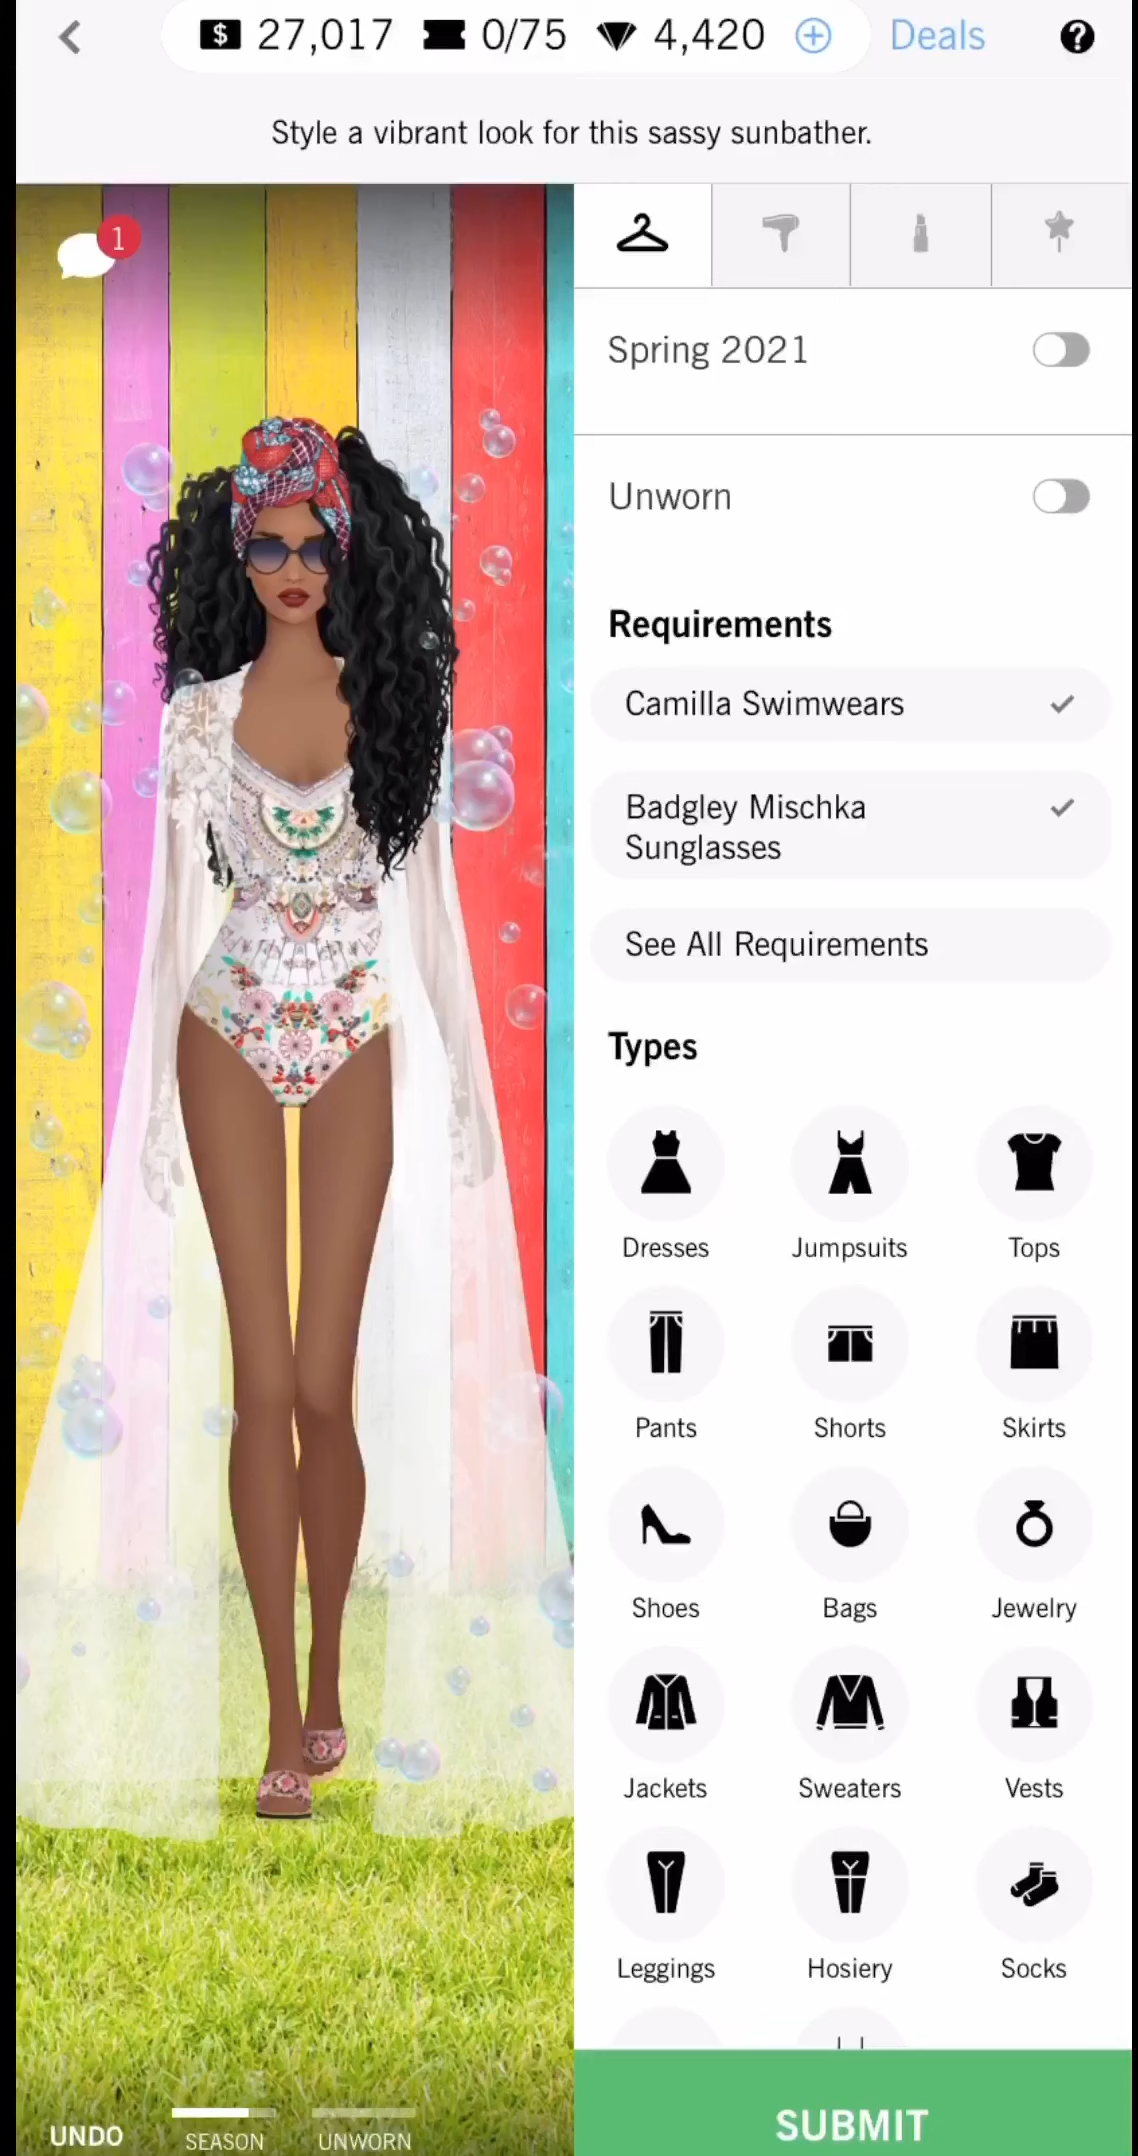 $ 27,017 0/75 4,420 + Deals ?
Style a vibrant look for this sassy sunbather.
1
Spring 2021
Unworn
Requirements
Camilla Swimwears
Badgley Mischka
Sunglasses
See All Requirements
Types
Dresses Jumpsuits Tops
Pants Shorts Skirts
Shoes Bags Jewelry
Jackets Sweaters Vests
Leggings Hosiery Socks
UNDO SEASON UNWORN
SUBMIT